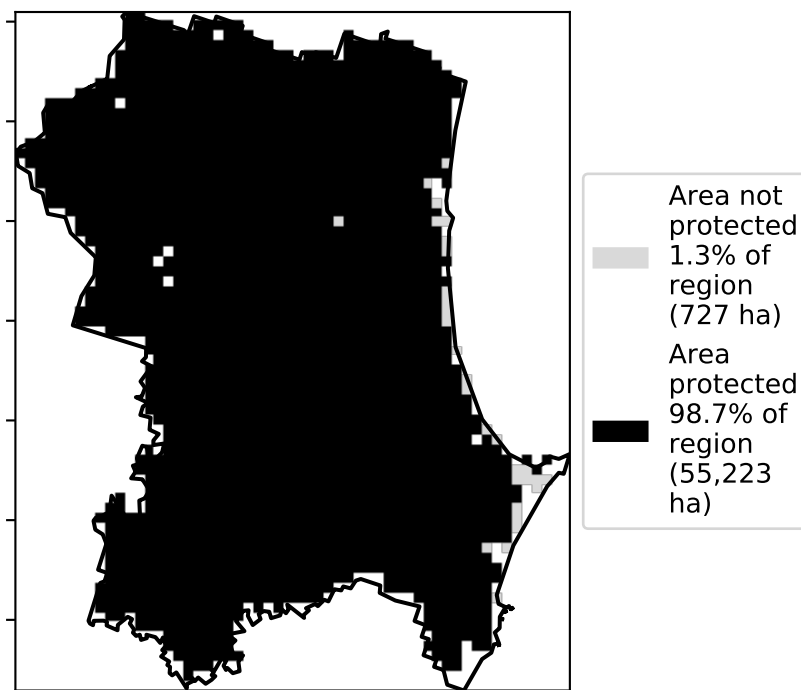 Area not
protected
1.3% of
region
(727 ha)
Area
protected
98.7% of
region
(55,223
ha)